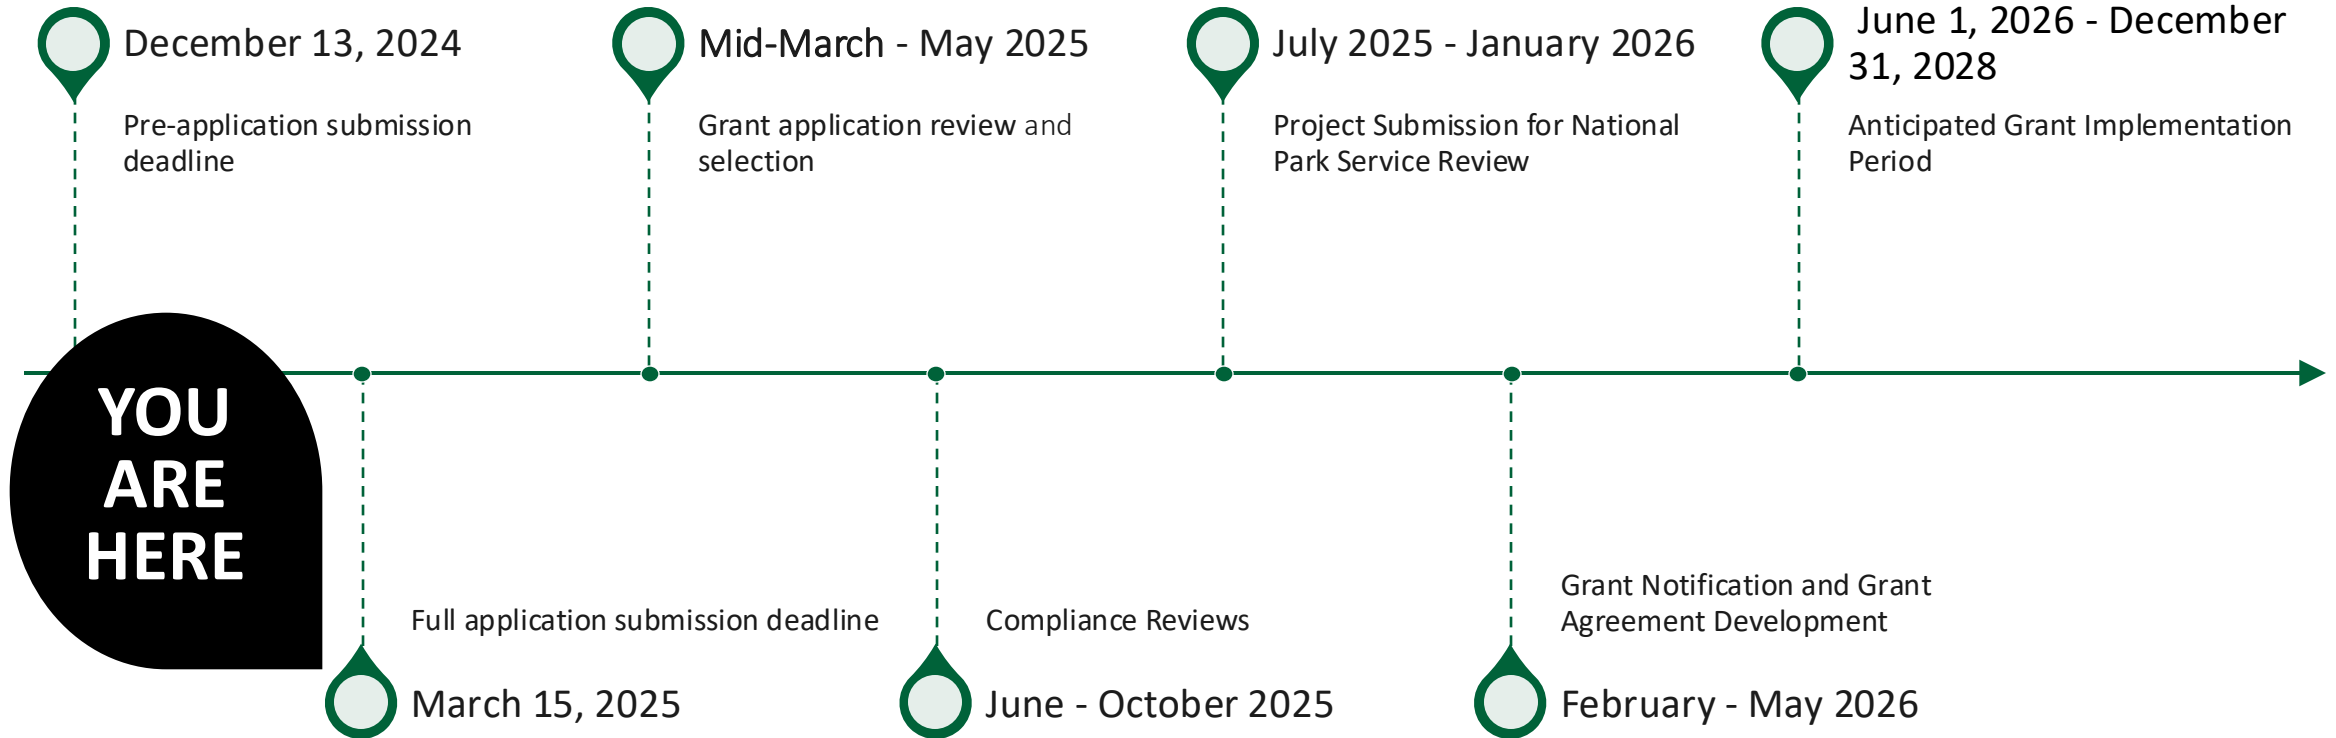 December 13, 2024
Pre-application submission
deadline
Mid-March - May 2025
Grant application review and
selection
July 2025 - January 2026
Project Submission for National
Park Service Review
June 1, 2026 - December
31, 2028
Anticipated Grant Implementation
Period
YOU
ARE
HERE
Full application submission deadline
March 15, 2025
Compliance Reviews
June - October 2025
Grant Notification and Grant
Agreement Development
February - May 2026